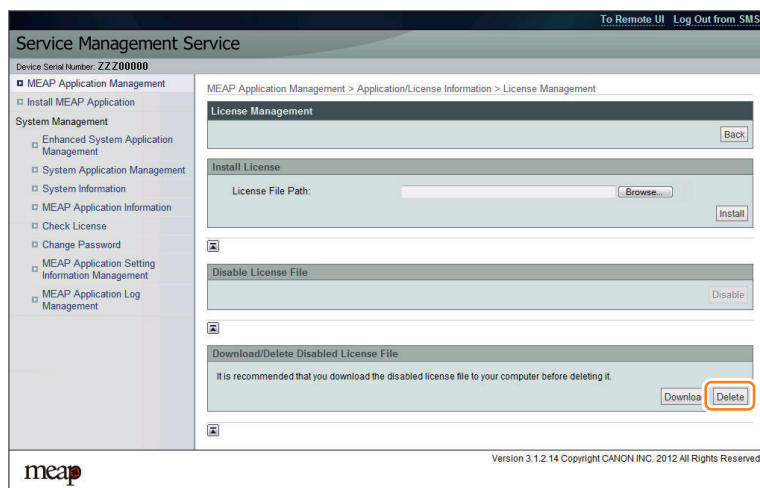 To Remote UI Log Out from SMS
Service Management Service
Device Serial Number: ZZZ00000
MEAP Application Management
Install MEAP Application
System Management
Enhanced System Application
Management
System Application Management
System Information
MEAP Application Information
Check License
Change Password
MEAP Application Setting
Information Management
MEAP Application Log
Management
MEAP Application Management > Application/License Information > License Management
License Management
Back
Install License
License File Path:
Browse...
Install
Disable License File
Disable
Download/Delete Disabled License File
It is recommended that you download the disabled license file to your computer before deleting it.
Downloa Delete
Version 3.1.2.14 Copyright CANON INC. 2012 All Rights Reserved
meap